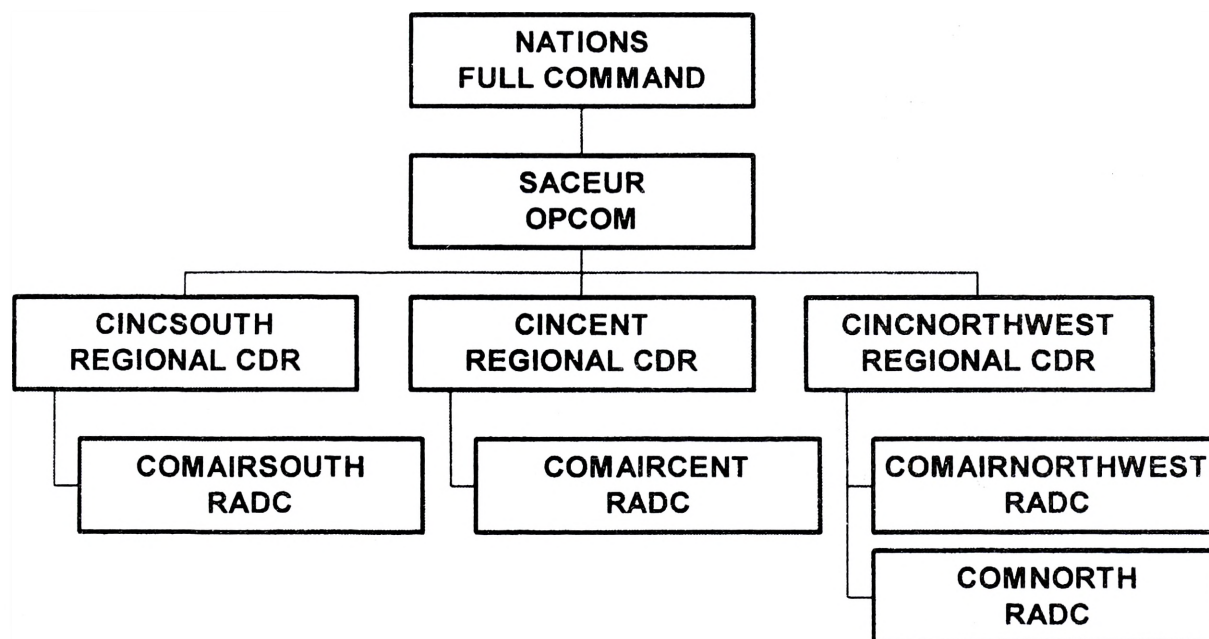 NATIONS
FULL COMMAND
SACEUR
OPCOM
CINCSOUTH
REGIONAL CDR
CINCENT
REGIONAL CDR
CINCNORTHWEST
REGIONAL CDR
COMAIRSOUTH
RADC
COMAIRCENT
RADC
COMAIRNORTHWEST
RADC
COMNORTH
RADC